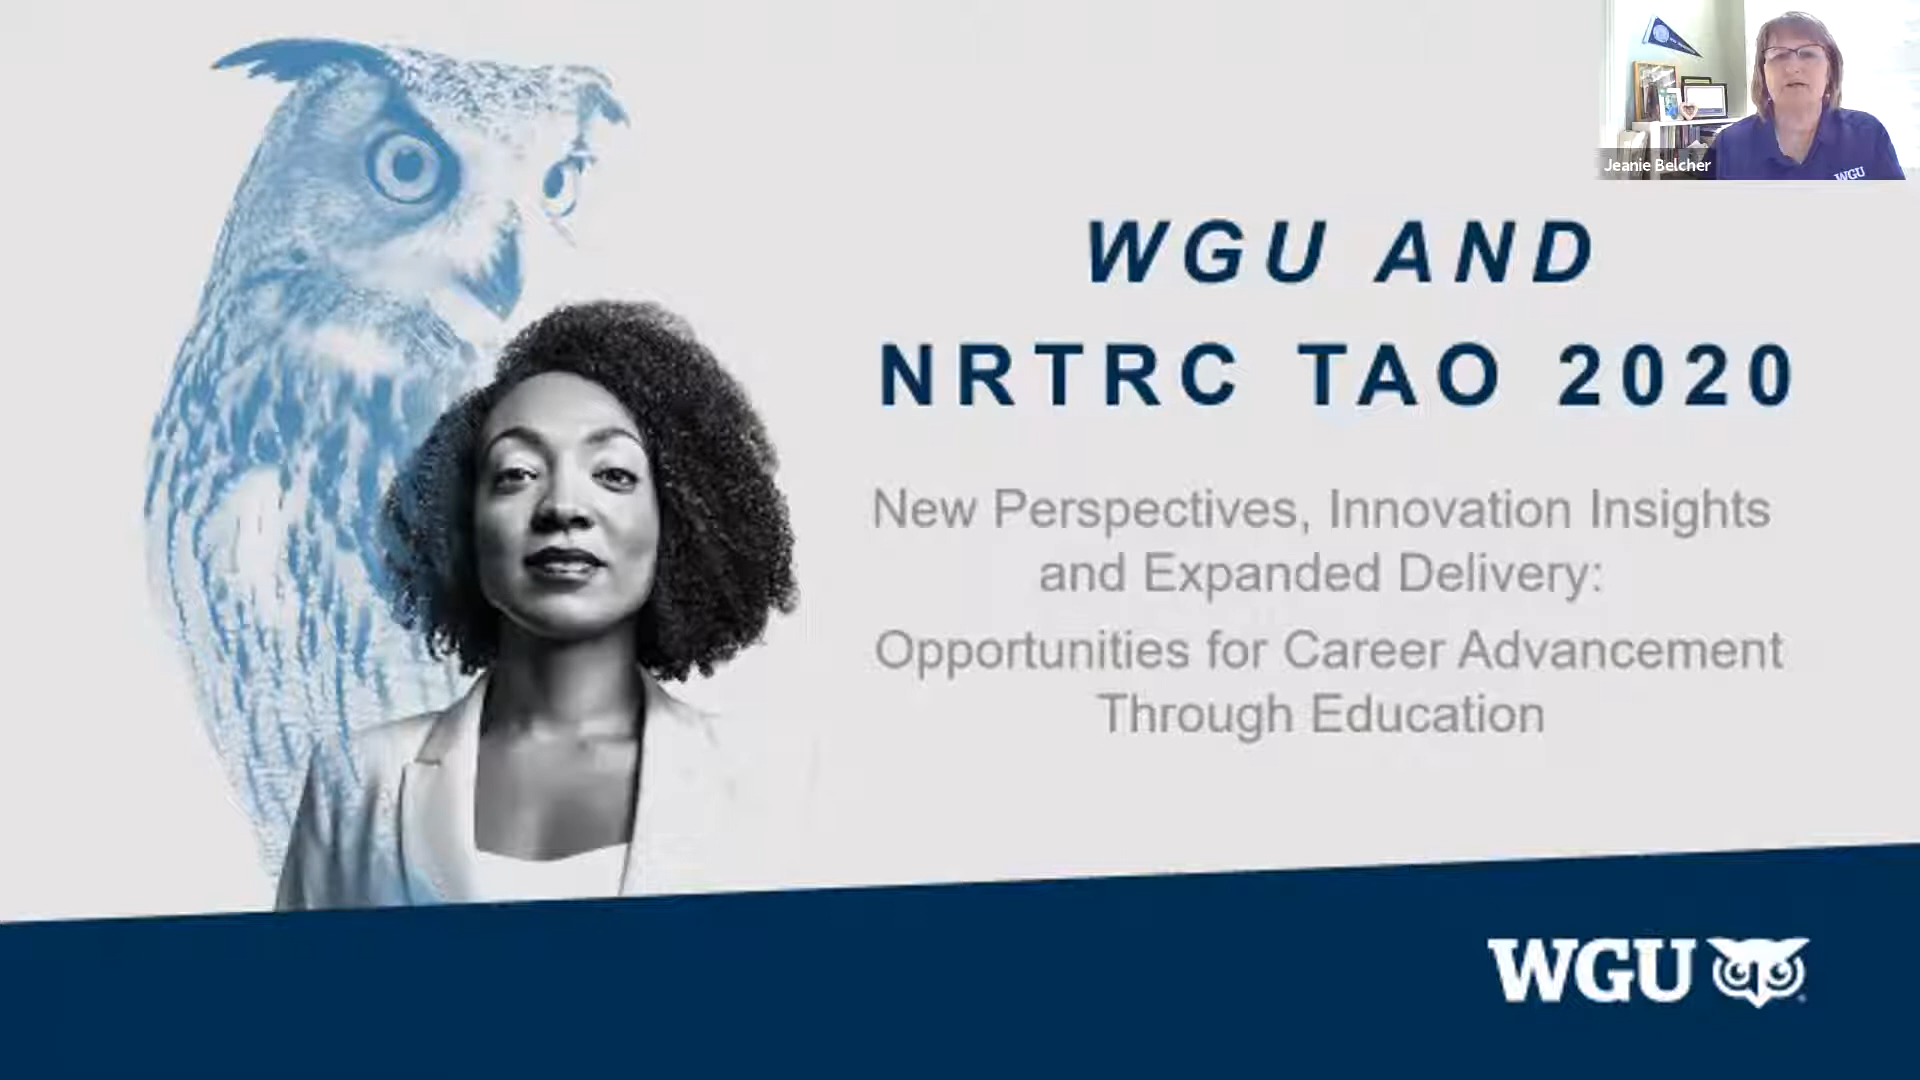 Jeanie Belcher
WGU
WGU AND
NRTRC TAO 2020
New Perspectives, Innovation Insights
and Expanded Delivery:
Opportunities for Career Advancement
Through Education
WGU